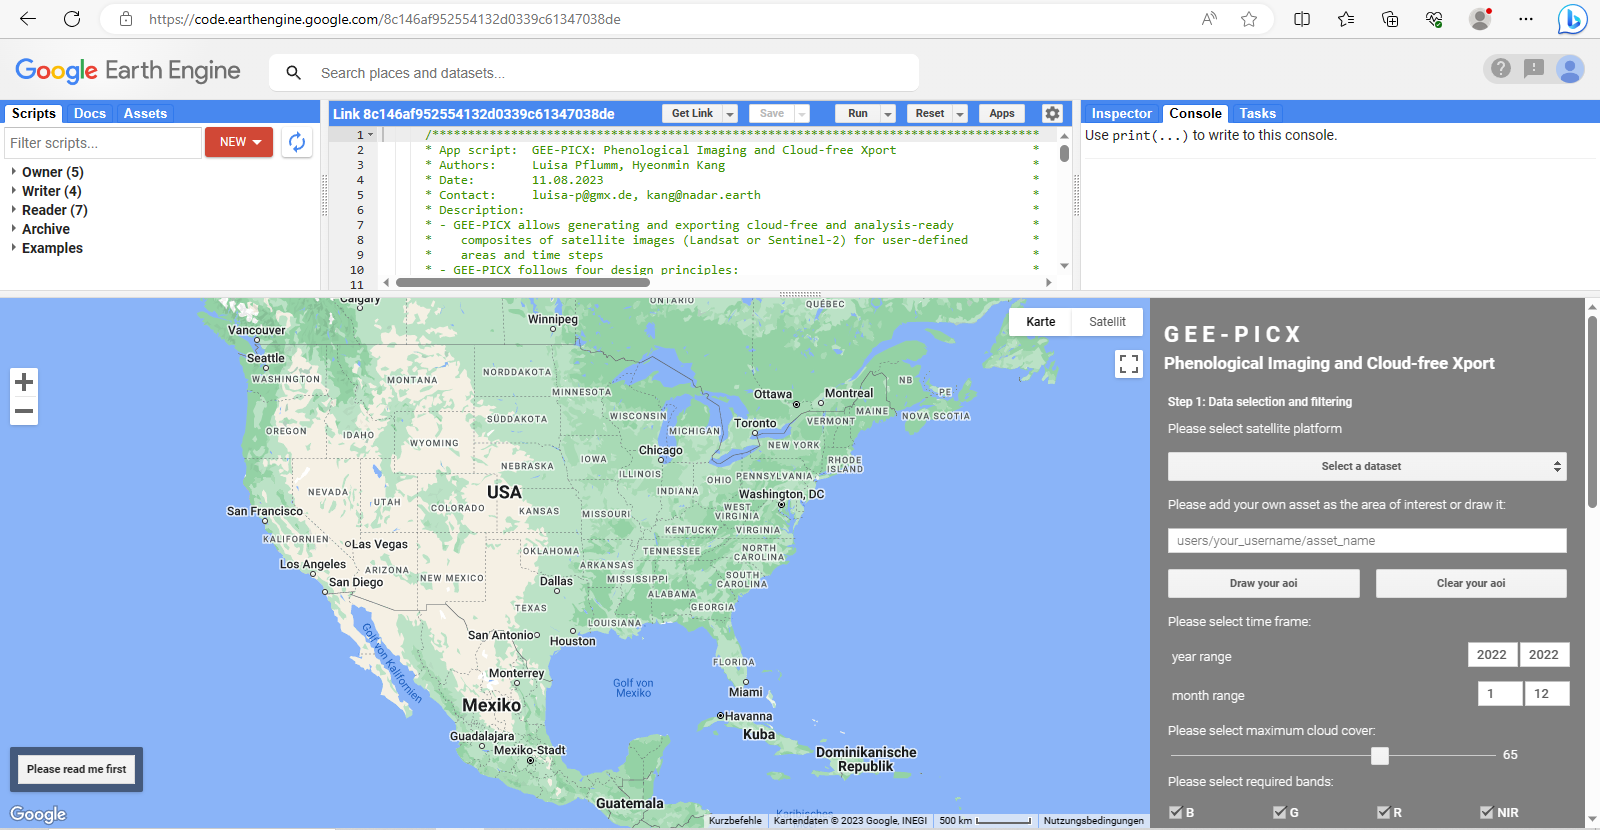 https://code.earthengine.google.com/8c146af952554132d0339c61347038de
Google Earth Engine
Search places and datasets...
Scripts Docs Assets
Filter scripts...
NEW
Owner (5)
Writer (4)
Reader (7)
Archive
Examples
Link 8c146af952554132d0339c61347038de
Get Link Save Run Reset Apps
1 /***********************************************************************************
2 * App script: GEE-PICX: Phenological Imaging and Cloud-free Xport *
3 * Authors: Luisa Pflumm, Hyeonmin Kang *
4 * Date: 11.08.2023 *
5 * Contact: luisa-p@gmx.de, kang@nadar.earth *
6 * Description: *
7 * - GEE-PICX allows generating and exporting cloud-free and analysis-ready *
8 * composites of satellite images (Landsat or Sentinel-2) for user-defined *
9 * areas and time steps *
10 * - GEE-PICX follows four design principles: *
11
Inspector Console Tasks
Use print(...) to write to this console.
Calgary
ONTARIO
QUÉBEC
Vancouver
Winnipeg
Karte Satellit
Seattle
WASHINGTON
MONTANA
NORDDAKOTA
MINNESOTA
Ottawa
Montreal
NB
PE
MAINE
NOVA SCOTIA
OREGON
IDAHO
WYOMING
SÜDDAKOTA
WISCONSIN
MICHIGAN
Toronto
VERMONT
NEW YORK
Chicago
RHODE
ISLAND
NEBRASKA
IOWA
ILLINOIS
INDIANA
OHIO
PENNSYLVANIA
NEVADA
UTAH
COLORADO
USA
KANSAS
MISSOURI
WEST
VIRGINIA
Washington, DC
San Francisco
KALIFORNIEN
Las Vegas
KENTUCKY
VIRGINIA
OKLAHOMA
TENNESSEE
NORTH
CAROLINA
Los Angeles
ARIZONA
NEW MEXICO
ARKANSAS
MISSISSIPPI
SOUTH
CAROLINA
San Diego
Dallas
ALABAMA
GEORGIA
TEXAS
LOUISIANA
San Antonio
Houston
Golf von Kalifornien
FLORIDA
Monterrey
Golf von
Mexiko
Miami
Mexiko
Havanna
Kuba
Guadalajara
Mexiko-Stadt
Dominikanische
Republik
Guatemala
Karibisches
Please read me first
Google
Kurzbefehle Kartendaten © 2023 Google, INEGI 500 km Nutzungsbedingungen
GEE-PICX
Phenological Imaging and Cloud-free Xport
Step 1: Data selection and filtering
Please select satellite platform
Select a dataset
Please add your own asset as the area of interest or draw it:
users/your_username/asset_name
Draw your aoi Clear your aoi
Please select time frame:
year range 2022 2022
month range 1 12
Please select maximum cloud cover:
65
Please select required bands:
B G R NIR